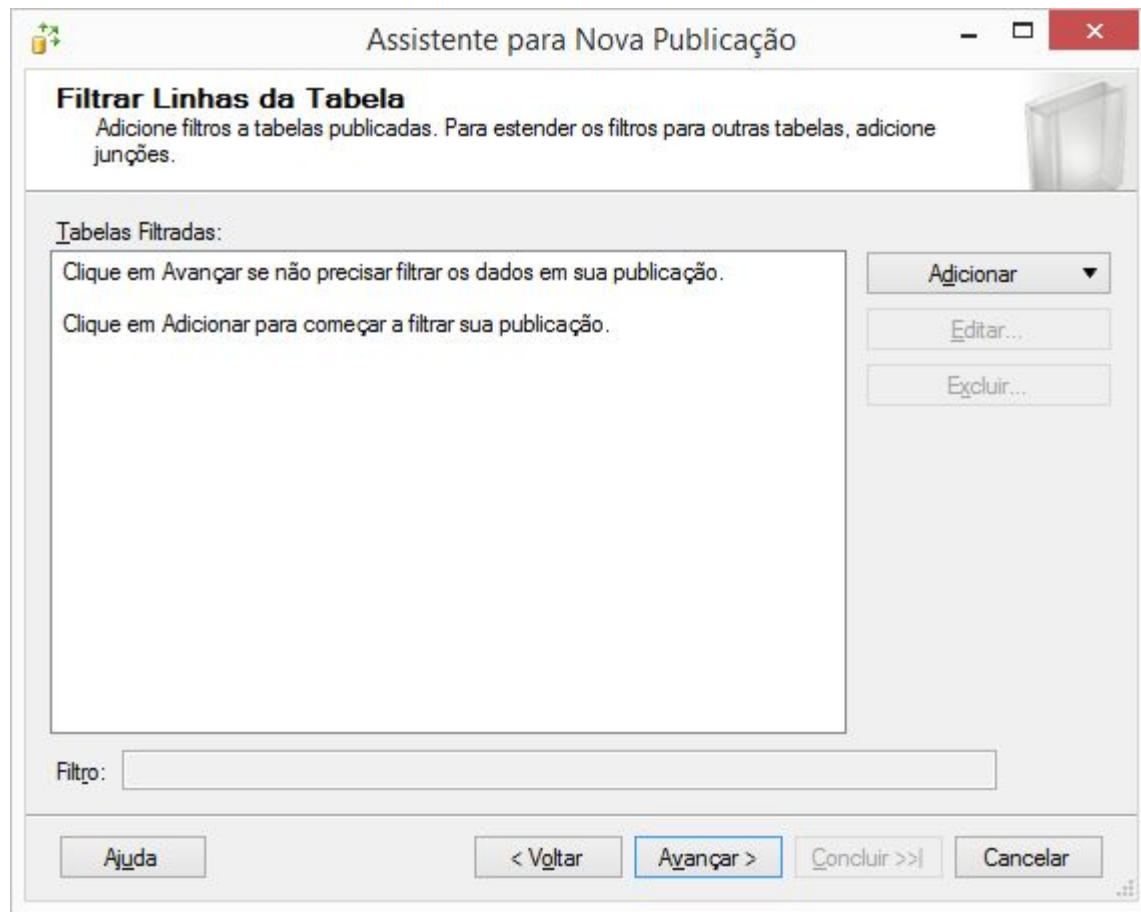 Assistente para Nova Publicação
Filtrar Linhas da Tabela
Adicione filtros a tabelas publicadas. Para estender os filtros para outras tabelas, adicione
junções.
Tabelas Filtradas:
Clique em Avançar se não precisar filtrar os dados em sua publicação.
Clique em Adicionar para começar a filtrar sua publicação.
Adicionar
Editar...
Excluir...
Filtro:
Ajuda
< Voltar
Avançar >
Concluir >>|
Cancelar